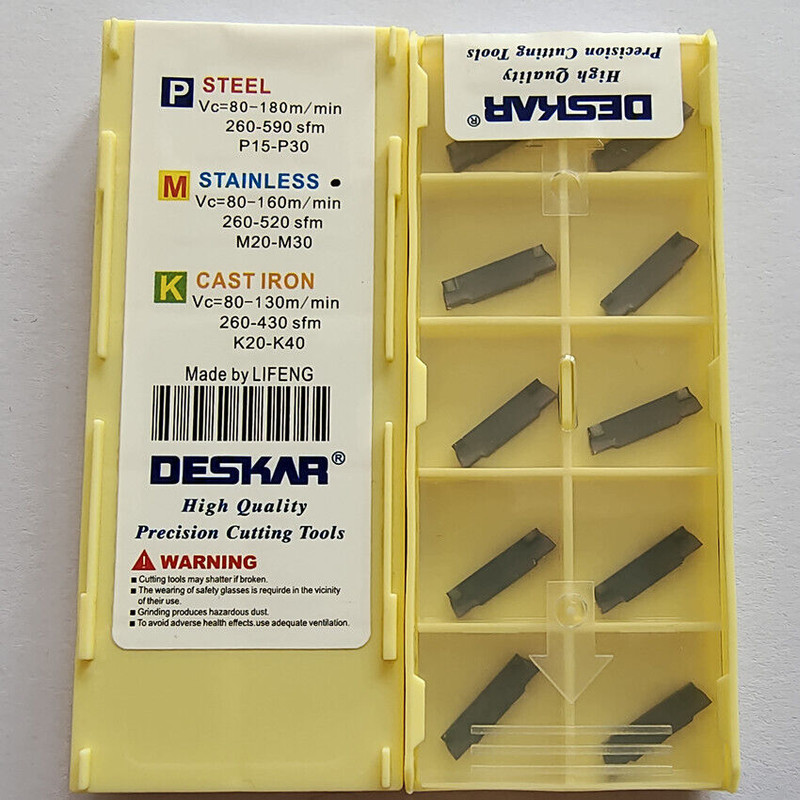 P STEEL
Vc=80-180m/min
260-590 sfm
P15-P30
M STAINLESS
Vc=80-160m/min
260-520 sfm
M20-M30
K CAST IRON
Vc=80-130m/min
260-430 sfm
K20-K40
Made by LIFENG
DESKAR®
High Quality
Precision Cutting Tools
WARNING
■ Cutting tools may shatter if broken.
■ The wearing of safety glasses is requirde in the vicinity
of their use.
■ Grinding produces hazardous dust.
■ To avoid adverse health effects.use adequate ventilation.
DESKAR®
High Quality
Precision Cutting Tools